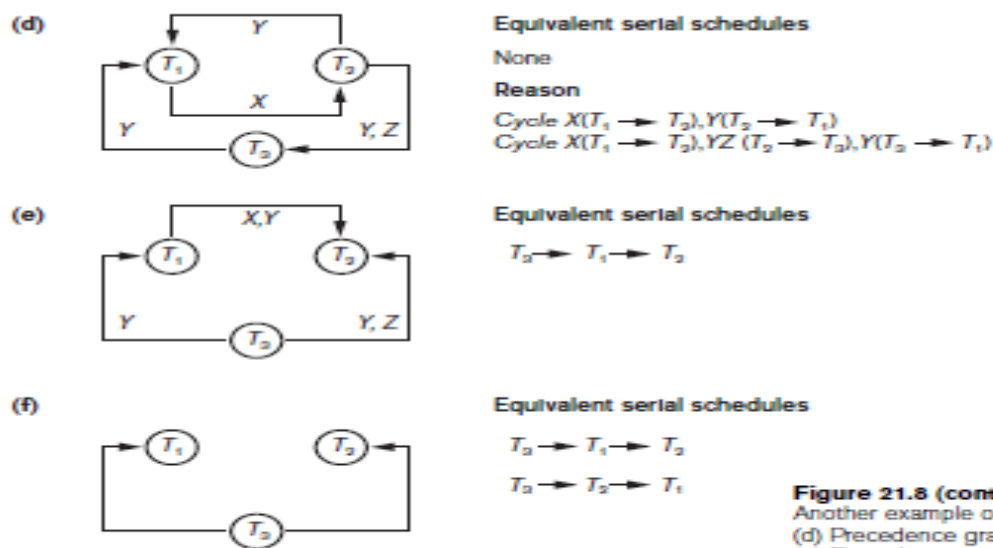 (d)
Y
T₁
T₂
X
Y
Y, Z
T₃
Equivalent serial schedules
None
Reason
Cycle X(T₁ → T₂),Y(T₂ → T₁)
Cycle X(T₁ → T₂),YZ (T₂ → T₃),Y(T₃ → T₁)
(e)
X,Y
T₁
T₂
Y
Y, Z
T₃
Equivalent serial schedules
T₃ → T₁ → T₂
(f)
T₁
T₂
T₃
Equivalent serial schedules
T₃ → T₁ → T₂
T₃ → T₂ → T₁
Figure 21.8 (cont
Another example o
(d) Precedence gra